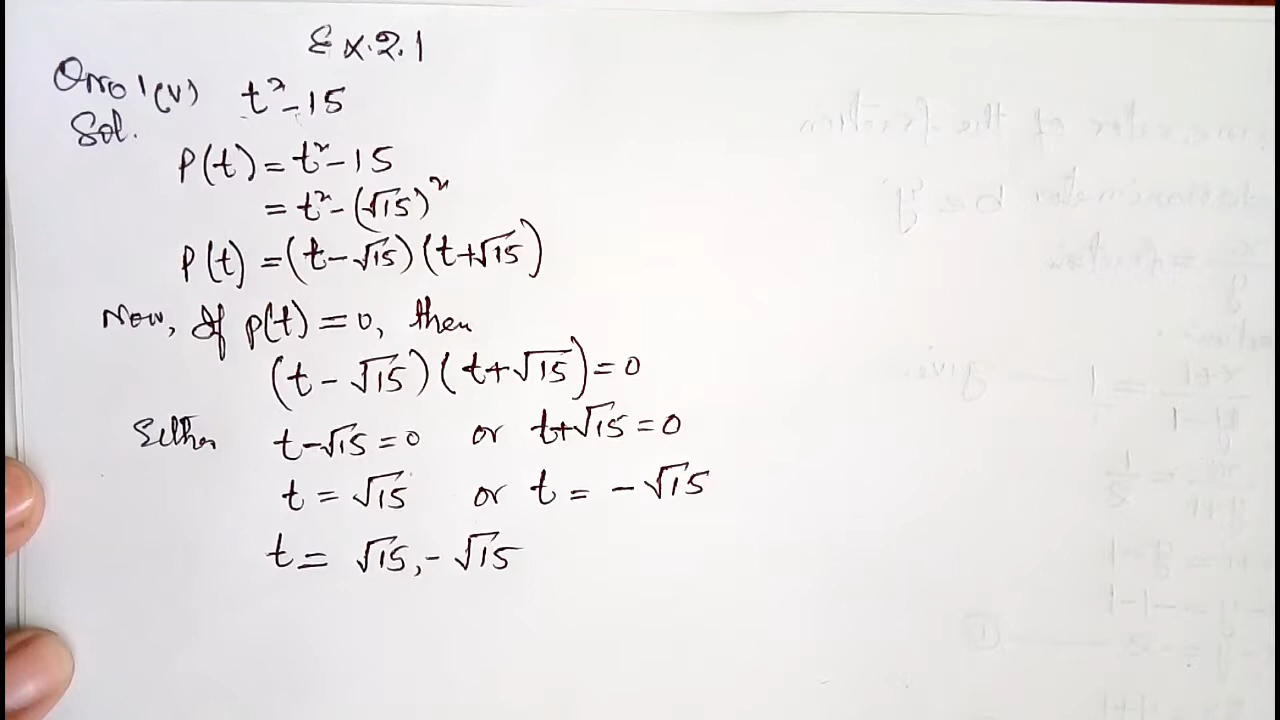 Ex.2.1
Qno 1(v) t²-15
Sol.
P(t) = t²-15
= t²-(√15)²
P(t) = (t-√15)(t+√15)
Now, If p(t) = 0, then
(t-√15)(t+√15)=0
Either t-√15=0 or t+√15=0
t=√15 or t=-√15
t= √15,-√15